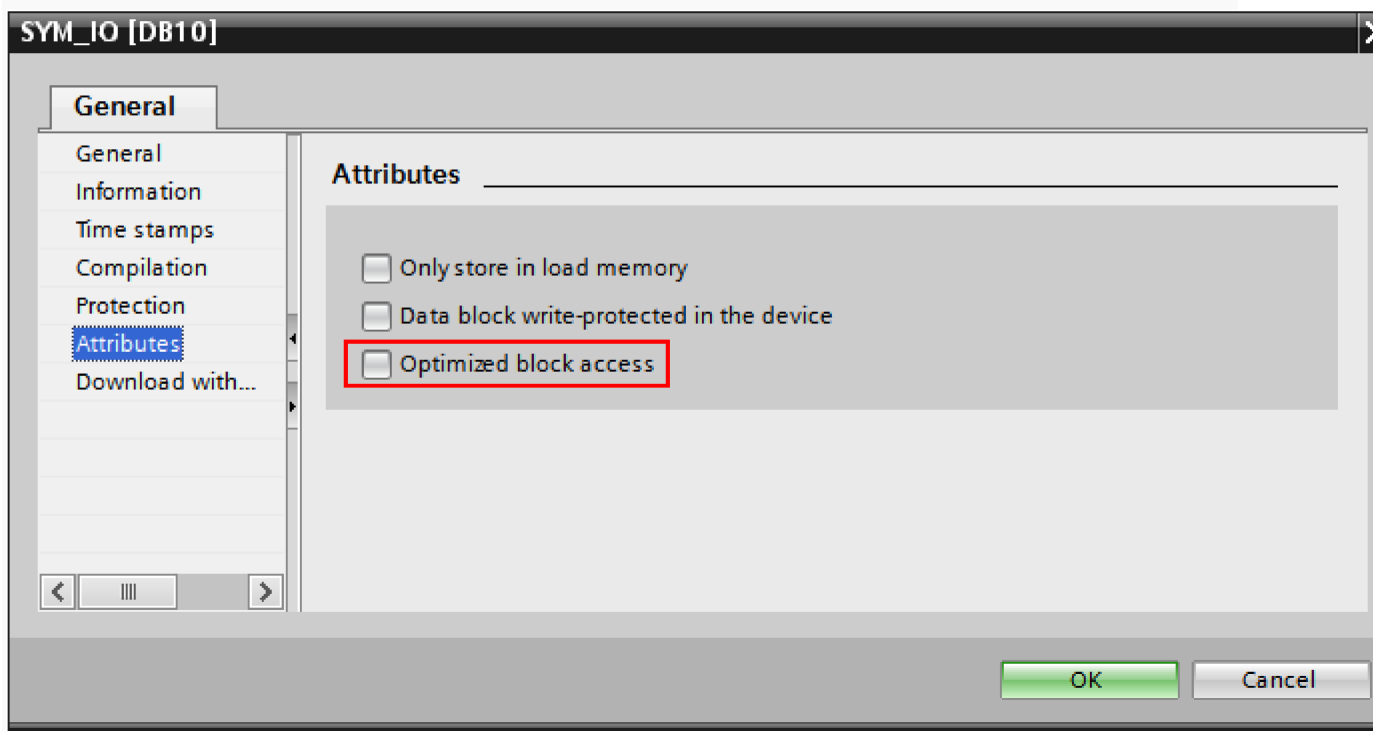 SYM_IO [DB10]
General
General
Information
Time stamps
Compilation
Protection
Attributes
Download with...
Attributes
Only store in load memory
Data block write-protected in the device
Optimized block access
OK
Cancel